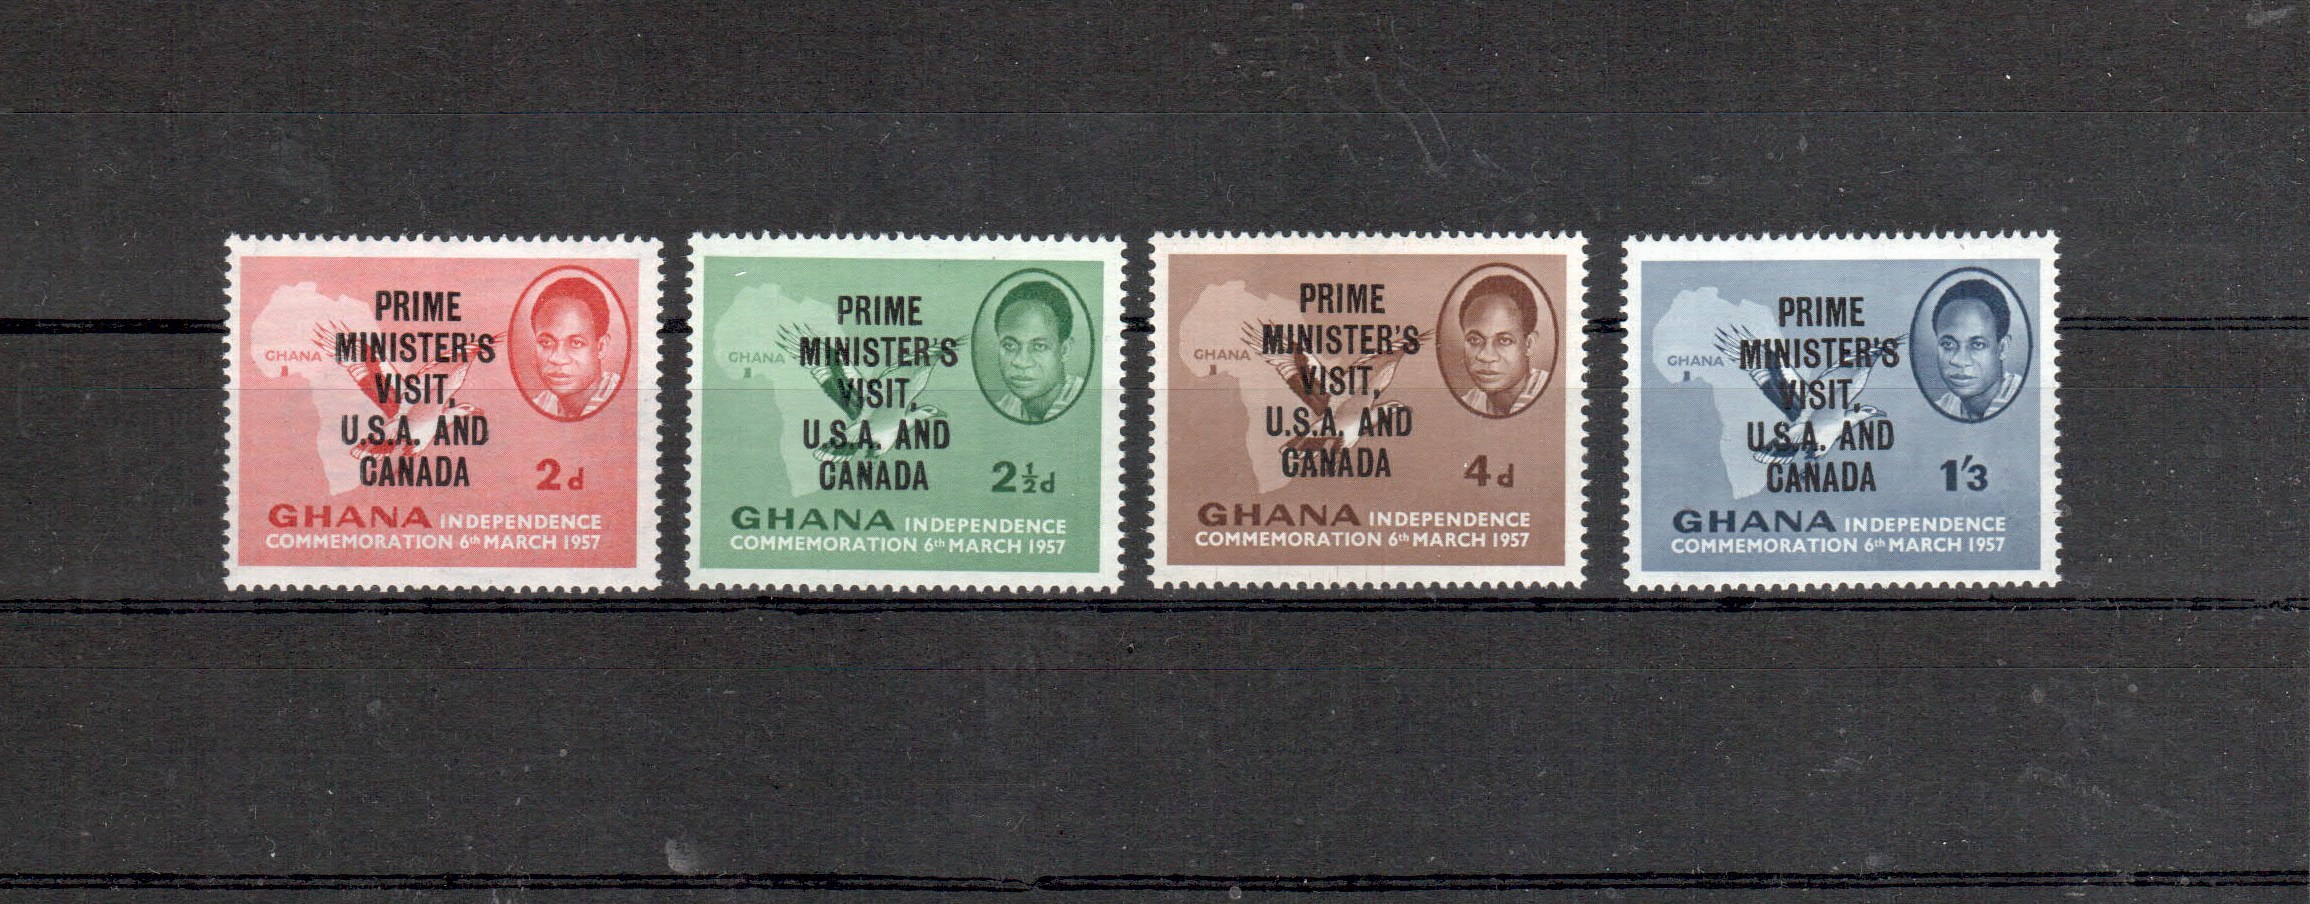 PRIME
MINISTER'S
VISIT,
U.S.A. AND
CANADA
GHANA
2d
GHANA INDEPENDENCE
COMMEMORATION 6th MARCH 1957
PRIME
MINISTER'S
VISIT,
U.S.A. AND
CANADA
GHANA
2½d
GHANA INDEPENDENCE
COMMEMORATION 6th MARCH 1957
PRIME
MINISTER'S
VISIT,
U.S.A. AND
CANADA
GHANA
4d
GHANA INDEPENDENCE
COMMEMORATION 6th MARCH 1957
PRIME
MINISTER'S
VISIT,
U.S.A. AND
CANADA
GHANA
1'3
GHANA INDEPENDENCE
COMMEMORATION 6th MARCH 1957